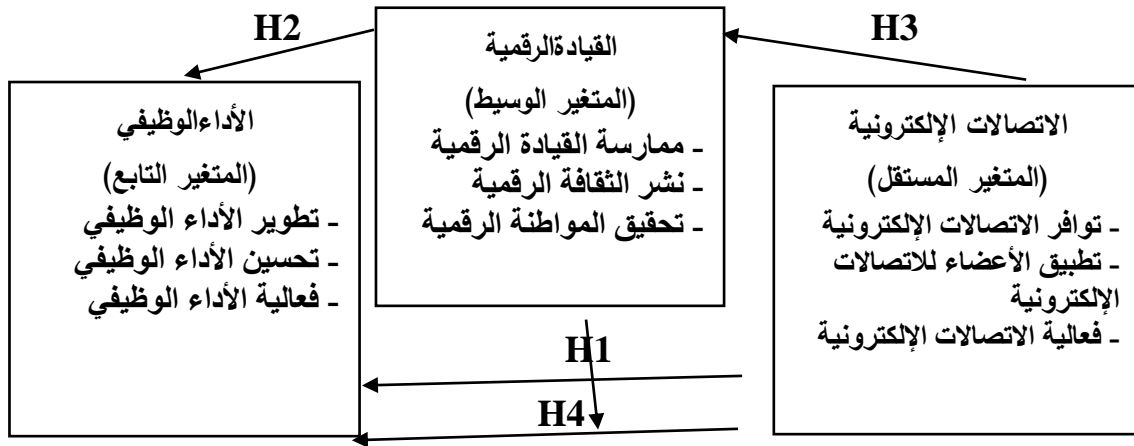 H3
H2
الاتصالات الإلكترونية
(المتغير المستقل)
- توافر الاتصالات الإلكترونية
- تطبيق الأعضاء للاتصالات
الإلكترونية
- فعالية الاتصالات الإلكترونية
القيادةالرقمية
(المتغير الوسيط)
- ممارسة القيادة الرقمية
- نشر الثقافة الرقمية
- تحقيق المواطنة الرقمية
الأداءالوظيفي
(المتغير التابع)
- تطوير الأداء الوظيفي
- تحسين الأداء الوظيفي
- فعالية الأداء الوظيفي
H1
H4